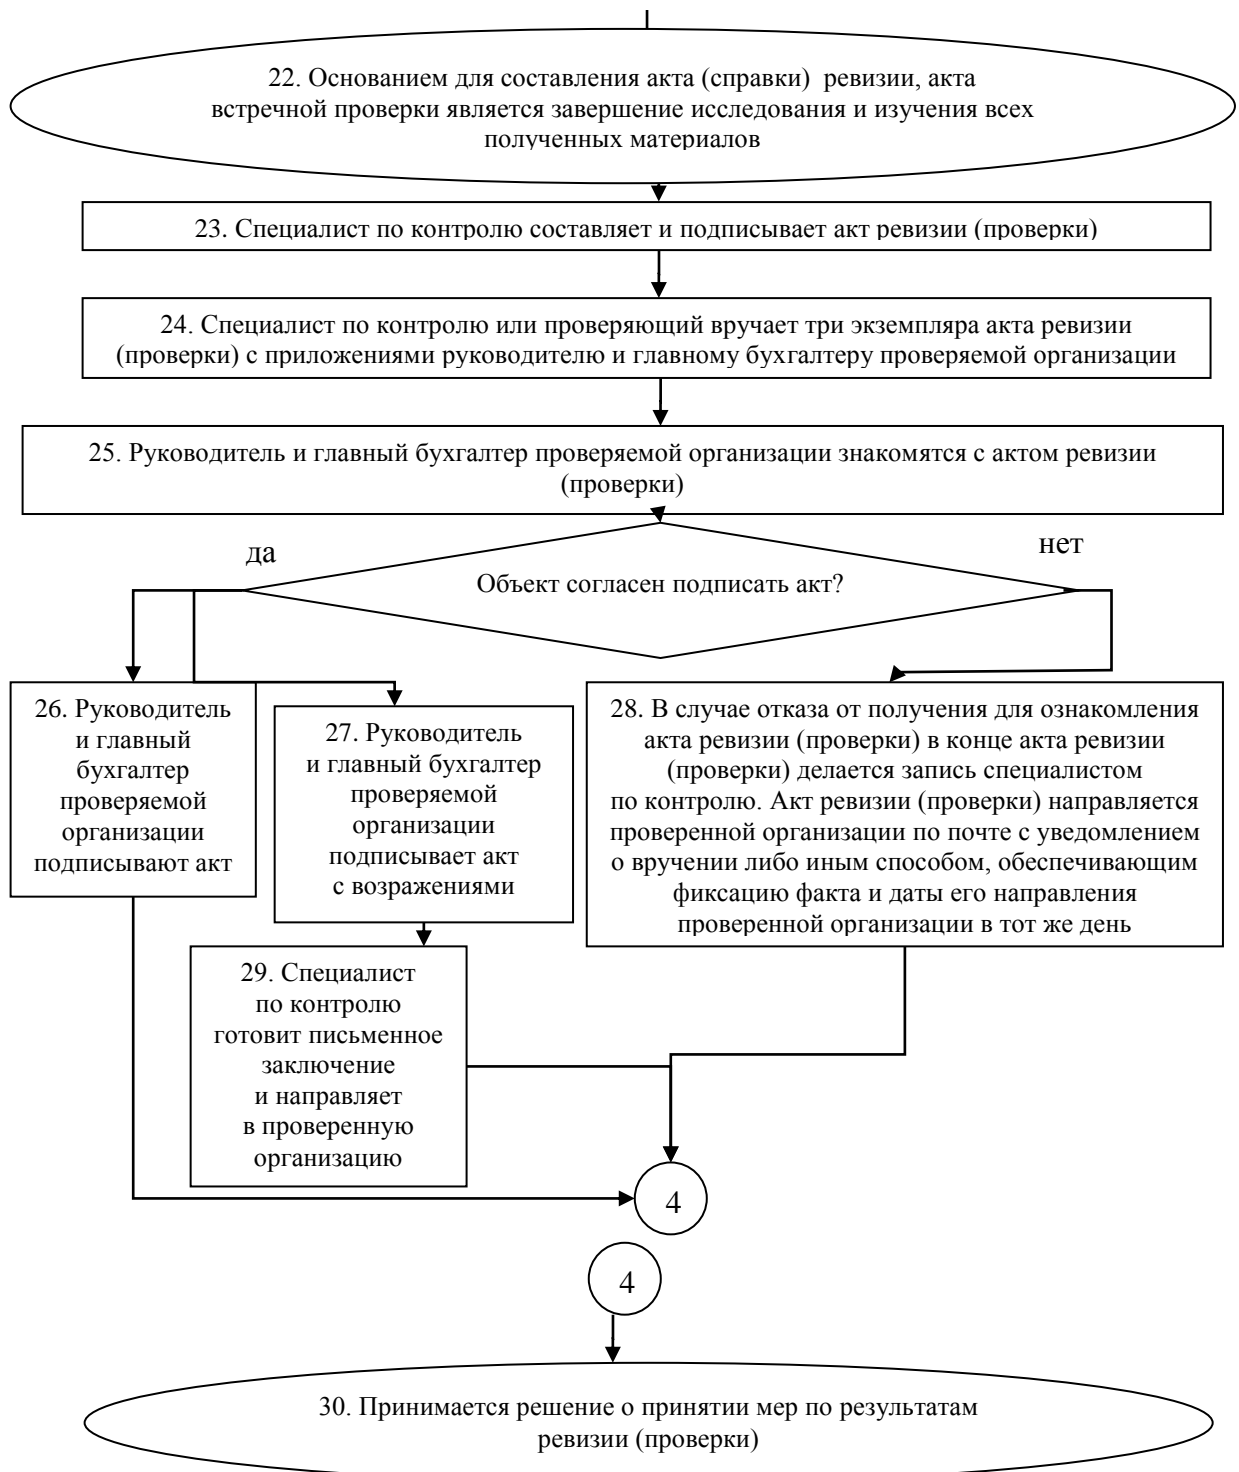 22. Основанием для составления акта (справки)  ревизии, акта
встречной проверки является завершение исследования и изучения всех
полученных материалов
23. Специалист по контролю составляет и подписывает акт ревизии (проверки)
24. Специалист по контролю или проверяющий вручает три экземпляра акта ревизии
(проверки) с приложениями руководителю и главному бухгалтеру проверяемой организации
25. Руководитель и главный бухгалтер проверяемой организации знакомятся с актом ревизии
(проверки)
да
нет
Объект согласен подписать акт?
26. Руководитель
и главный
бухгалтер
проверяемой
организации
подписывают акт
27. Руководитель
и главный бухгалтер
проверяемой
организации
подписывает акт
с возражениями
28. В случае отказа от получения для ознакомления
акта ревизии (проверки) в конце акта ревизии
(проверки) делается запись специалистом
по контролю. Акт ревизии (проверки) направляется
проверенной организации по почте с уведомлением
о вручении либо иным способом, обеспечивающим
фиксацию факта и даты его направления
проверенной организации в тот же день
29. Специалист
по контролю
готовит письменное
заключение
и направляет
в проверенную
организацию
4
4
30. Принимается решение о принятии мер по результатам
ревизии (проверки)